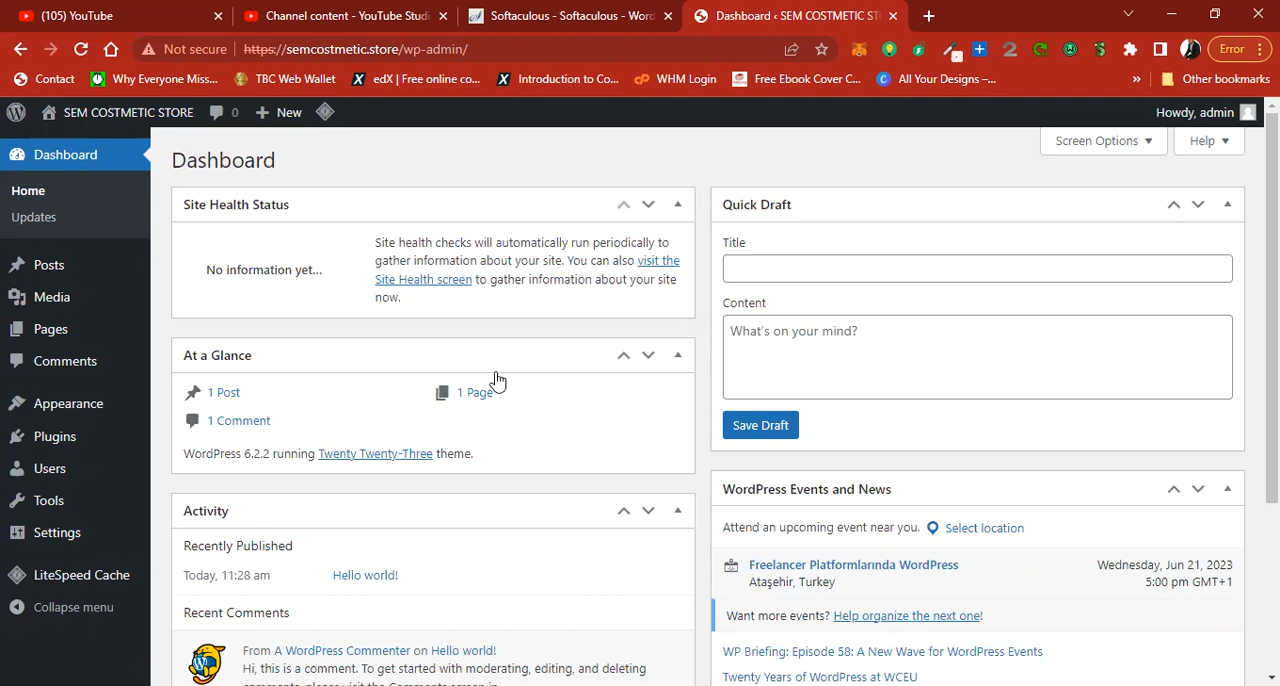 (105) YouTube
Channel content - YouTube Studi
Softaculous - Softaculous - Wor
Dashboard ‹ SEM COSTMETIC ST
Not secure
https://semcostmetic.store/wp-admin/
Error
Contact
Why Everyone Miss...
TBC Web Wallet
edX | Free online co...
Introduction to Co...
WHM Login
Free Ebook Cover C...
All Your Designs –...
»
Other bookmarks
SEM COSTMETIC STORE
0
New
Howdy, admin
Dashboard
Home
Updates
Posts
Media
Pages
Comments
Appearance
Plugins
Users
Tools
Settings
LiteSpeed Cache
Collapse menu
Dashboard
Screen Options
Help
Site Health Status
No information yet...
Site health checks will automatically run periodically to
gather information about your site. You can also visit the
Site Health screen to gather information about your site
now.
At a Glance
1 Post
1 Page
1 Comment
WordPress 6.2.2 running Twenty Twenty-Three theme.
Activity
Recently Published
Today, 11:28 am
Hello world!
Recent Comments
From A WordPress Commenter on Hello world!
Hi, this is a comment. To get started with moderating, editing, and deleting
comments, please visit the Comments screen in
Quick Draft
Title
Content
What's on your mind?
Save Draft
WordPress Events and News
Attend an upcoming event near you.
Select location
Freelancer Platformlarında WordPress
Ataşehir, Turkey
Wednesday, Jun 21, 2023
5:00 pm GMT+1
Want more events? Help organize the next one!
WP Briefing: Episode 58: A New Wave for WordPress Events
Twenty Years of WordPress at WCEU